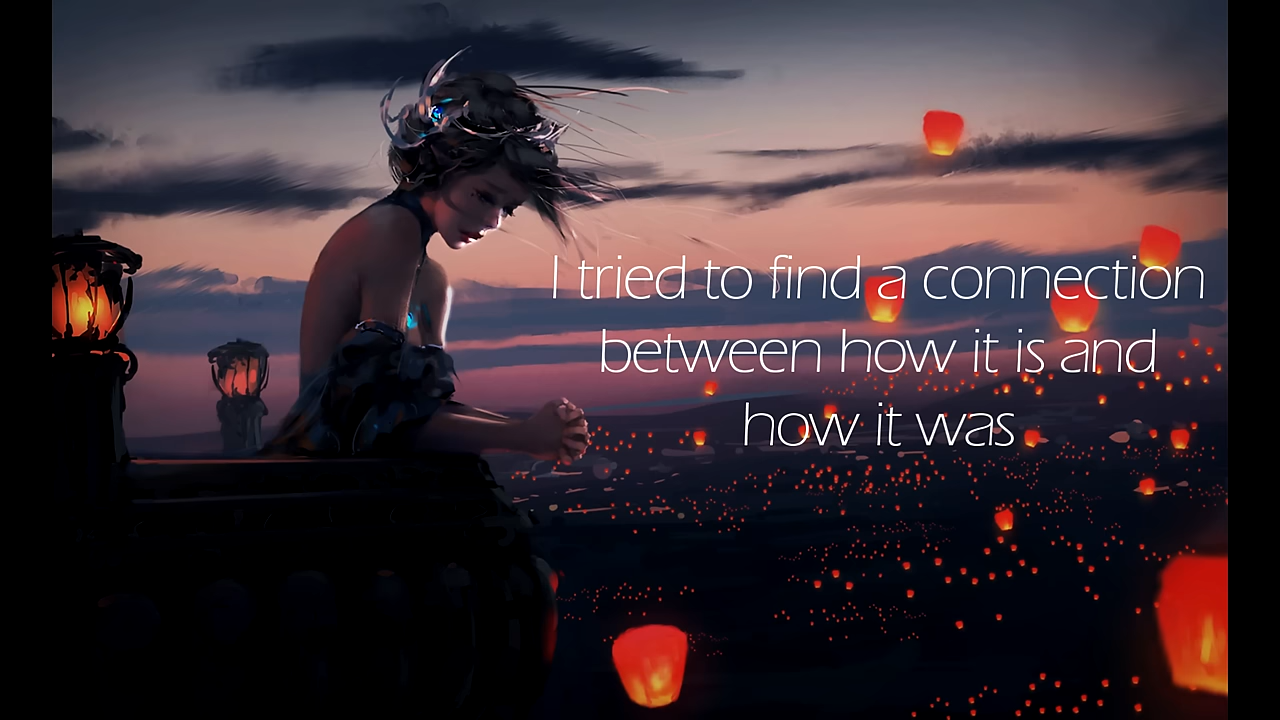 I tried to find a connection
between how it is and
how it was